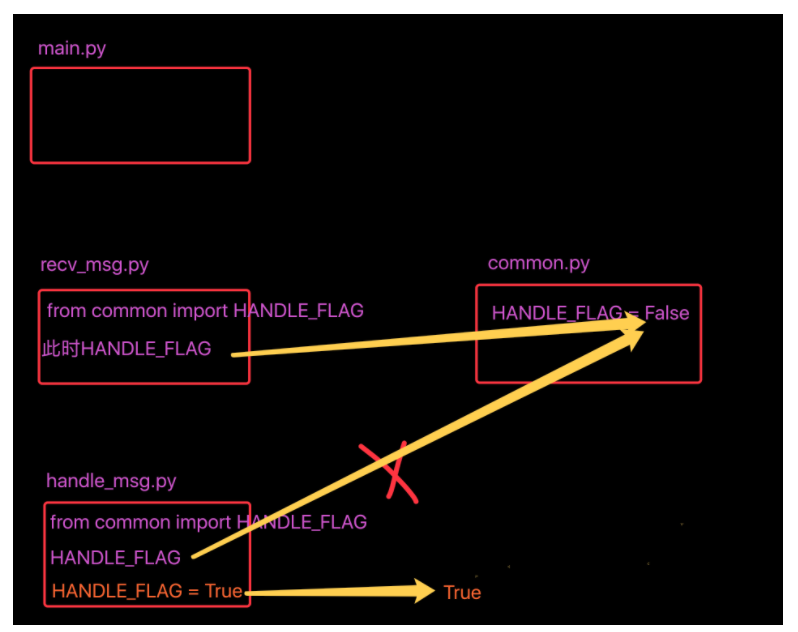 main.py
recv_msg.py
from common import HANDLE_FLAG
此时HANDLE_FLAG
common.py
HANDLE_FLAG = False
handle_msg.py
from common import HANDLE_FLAG
HANDLE_FLAG
HANDLE_FLAG = True
True